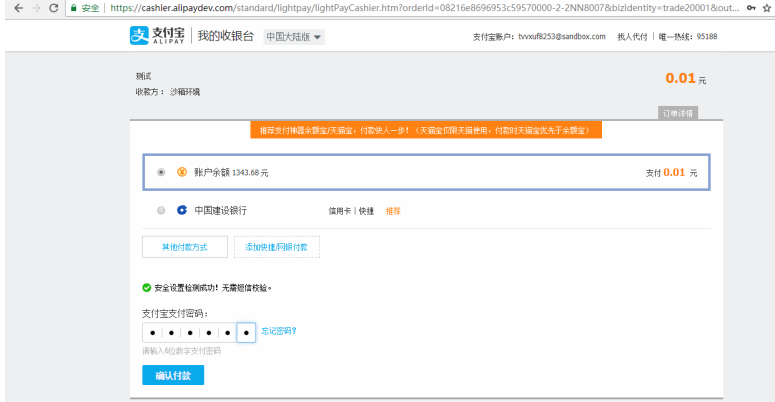 安全 | https://cashier.alipaydev.com/standard/lightpay/lightPayCashier.htm?orderId=08216e8696953c59570000-2-2NN8007&bizIdentity=trade20001&out...
支付宝 ALIPAY | 我的收银台 中国大陆版 支付宝账户：tvvxuf8253@sandbox.com 找人代付 | 唯一热线：95188
测试 0.01 元
收款方： 沙箱环境
订单详情
推荐支付神器余额宝/天猫宝，付款快人一步！（天猫宝仅限天猫使用，付款时天猫宝优先于余额宝）
账户余额 1343.68 元 支付 0.01 元
中国建设银行 信用卡 | 快捷 推荐
其他付款方式 添加快捷/网银付款
安全设置检测成功！无需短信校验。
支付宝支付密码：
忘记密码?
请输入6位数字支付密码
确认付款